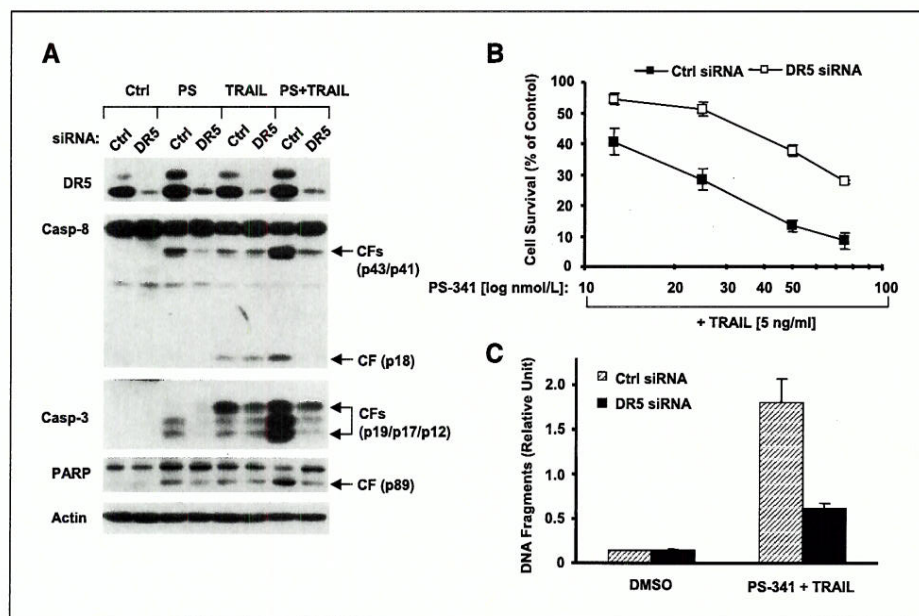 A
Ctrl PS TRAIL PS+TRAIL
siRNA: Ctrl DR5 Ctrl DR5 Ctrl DR5 Ctrl DR5
DR5
Casp-8
CFs
(p43/p41)
CF (p18)
Casp-3
CFs
(p19/p17/p12)
PARP
CF (p89)
Actin
B
Ctrl siRNA DR5 siRNA
Cell Survival (% of Control)
100
50
40
30
20
10
0
PS-341 [log nmol/L]:
10 20 30 40 50 100
+ TRAIL [5 ng/ml]
C
Ctrl siRNA
DR5 siRNA
DNA Fragments (Relative Unit)
2.0
1.5
1.0
0.5
0
DMSO PS-341 + TRAIL